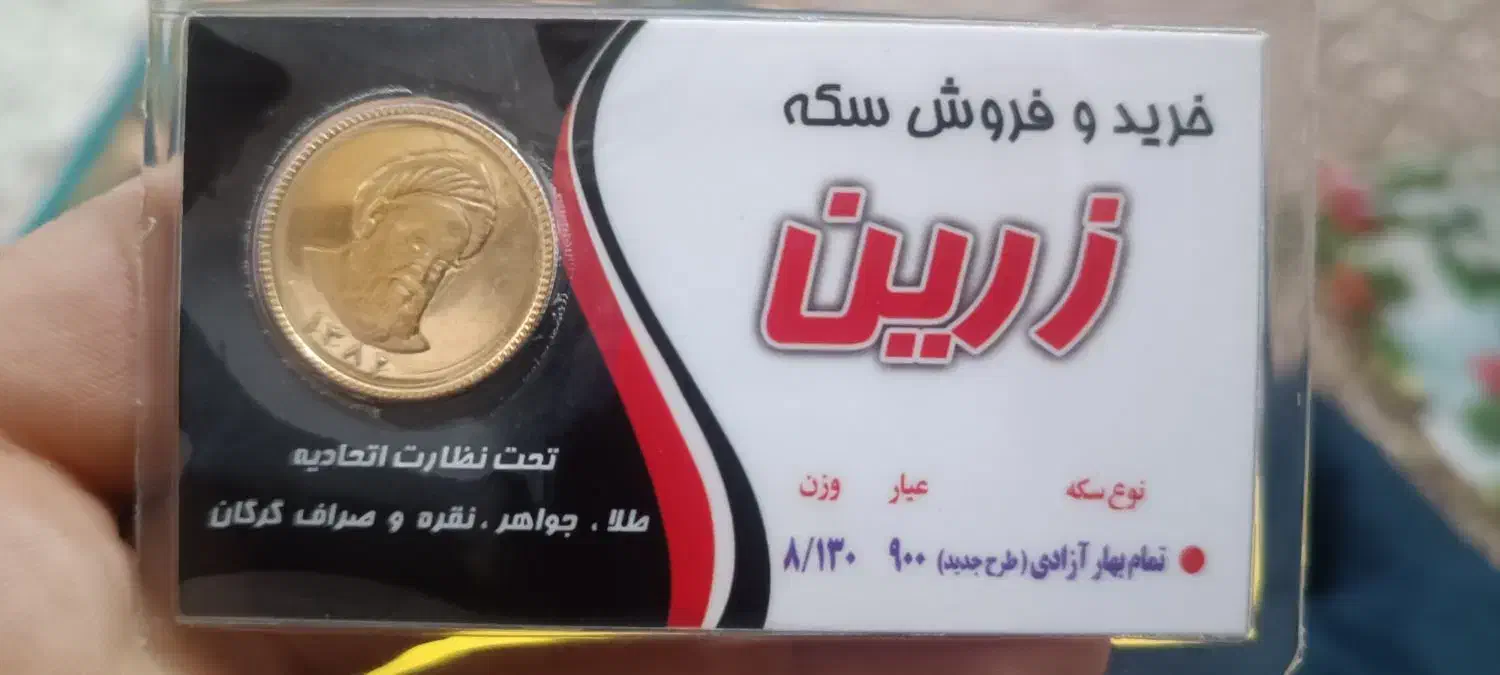 خرید و فروش سکه
زرین
نوع سکه عیار وزن
تمام بهار آزادی (طرح جدید) ۹۰۰ ۸/۱۳۰
۱۳۸۶
تحت نظارت اتحادیه
طلا، جواهر، نقره و صراف گرگان